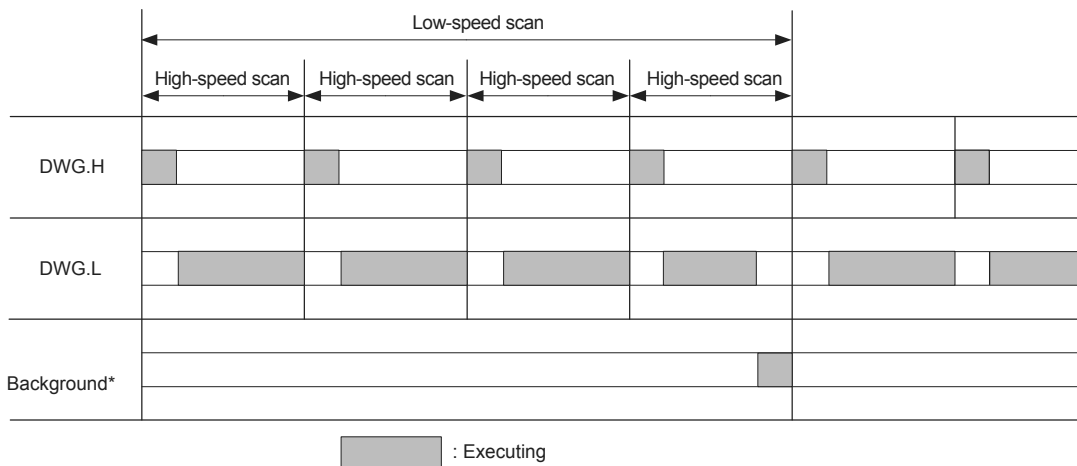 Low-speed scan
High-speed scan High-speed scan High-speed scan High-speed scan
DWG.H
DWG.L
Background*
: Executing